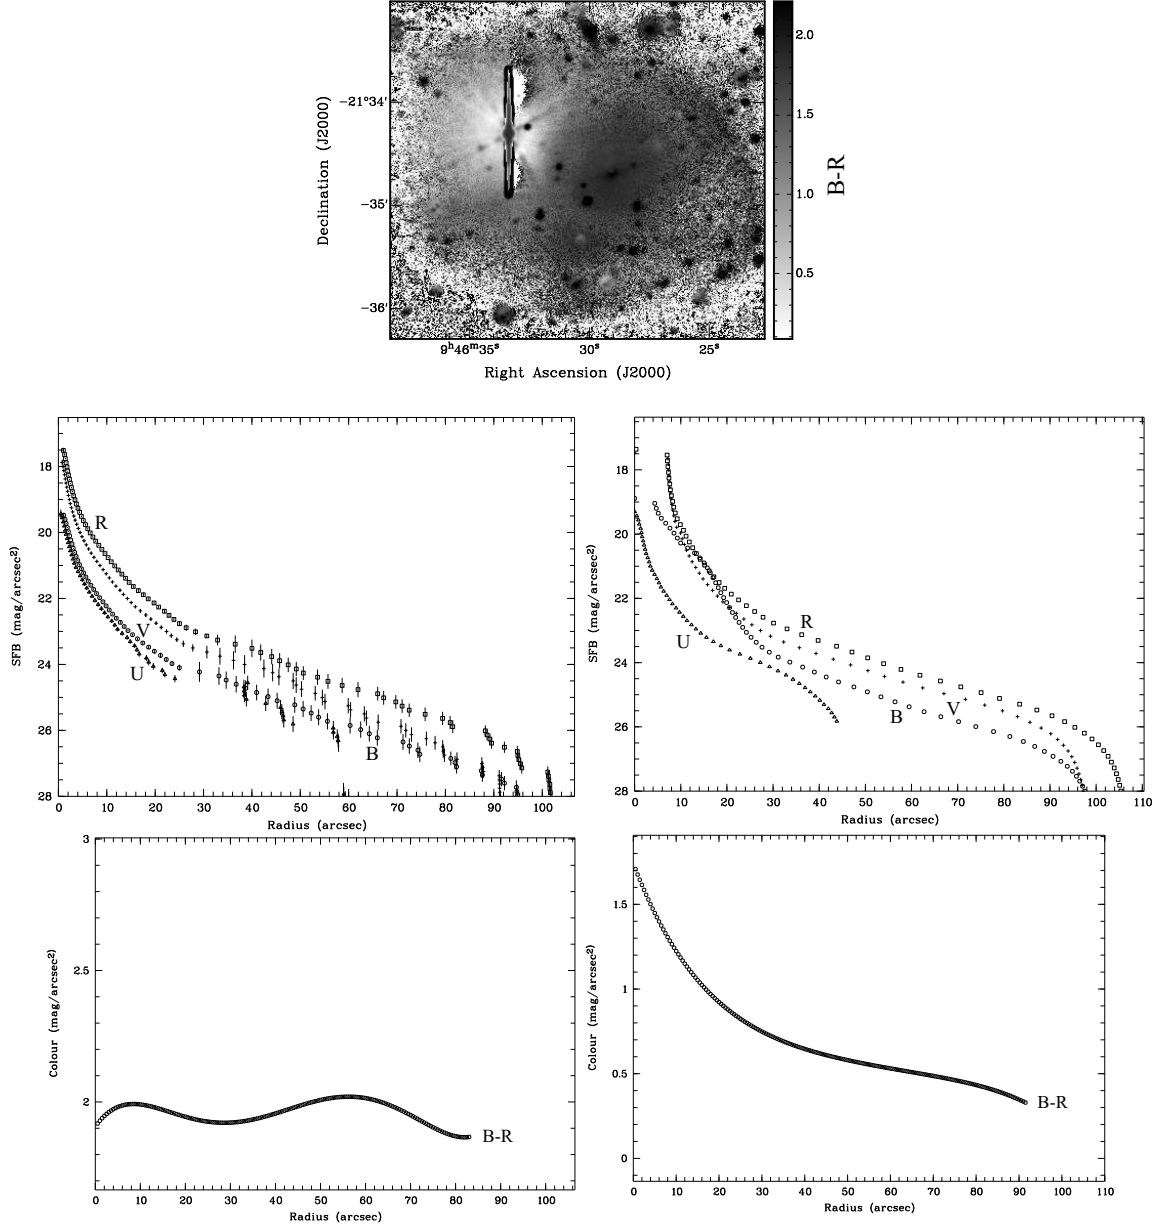 2.0
−21°34′
1.5
Declination (J2000)
B-R
1.0
−35′
0.5
−36′
9ʰ46ᵐ35ˢ 30ˢ 25ˢ
Right Ascension (J2000)
18
20
22
24
26
28
SFB (mag/arcsec²)
R
V
U
B
0 10 20 30 40 50 60 70 80 90 100
Radius (arcsec)
18
20
22
24
26
28
SFB (mag/arcsec²)
R
U
V
B
0 10 20 30 40 50 60 70 80 90 100 110
Radius (arcsec)
3
2.5
2
Colour (mag/arcsec²)
B-R
0 10 20 30 40 50 60 70 80 90 100
Radius (arcsec)
1.5
1
0.5
0
Colour (mag/arcsec²)
B-R
0 10 20 30 40 50 60 70 80 90 100 110
Radius (arcsec)